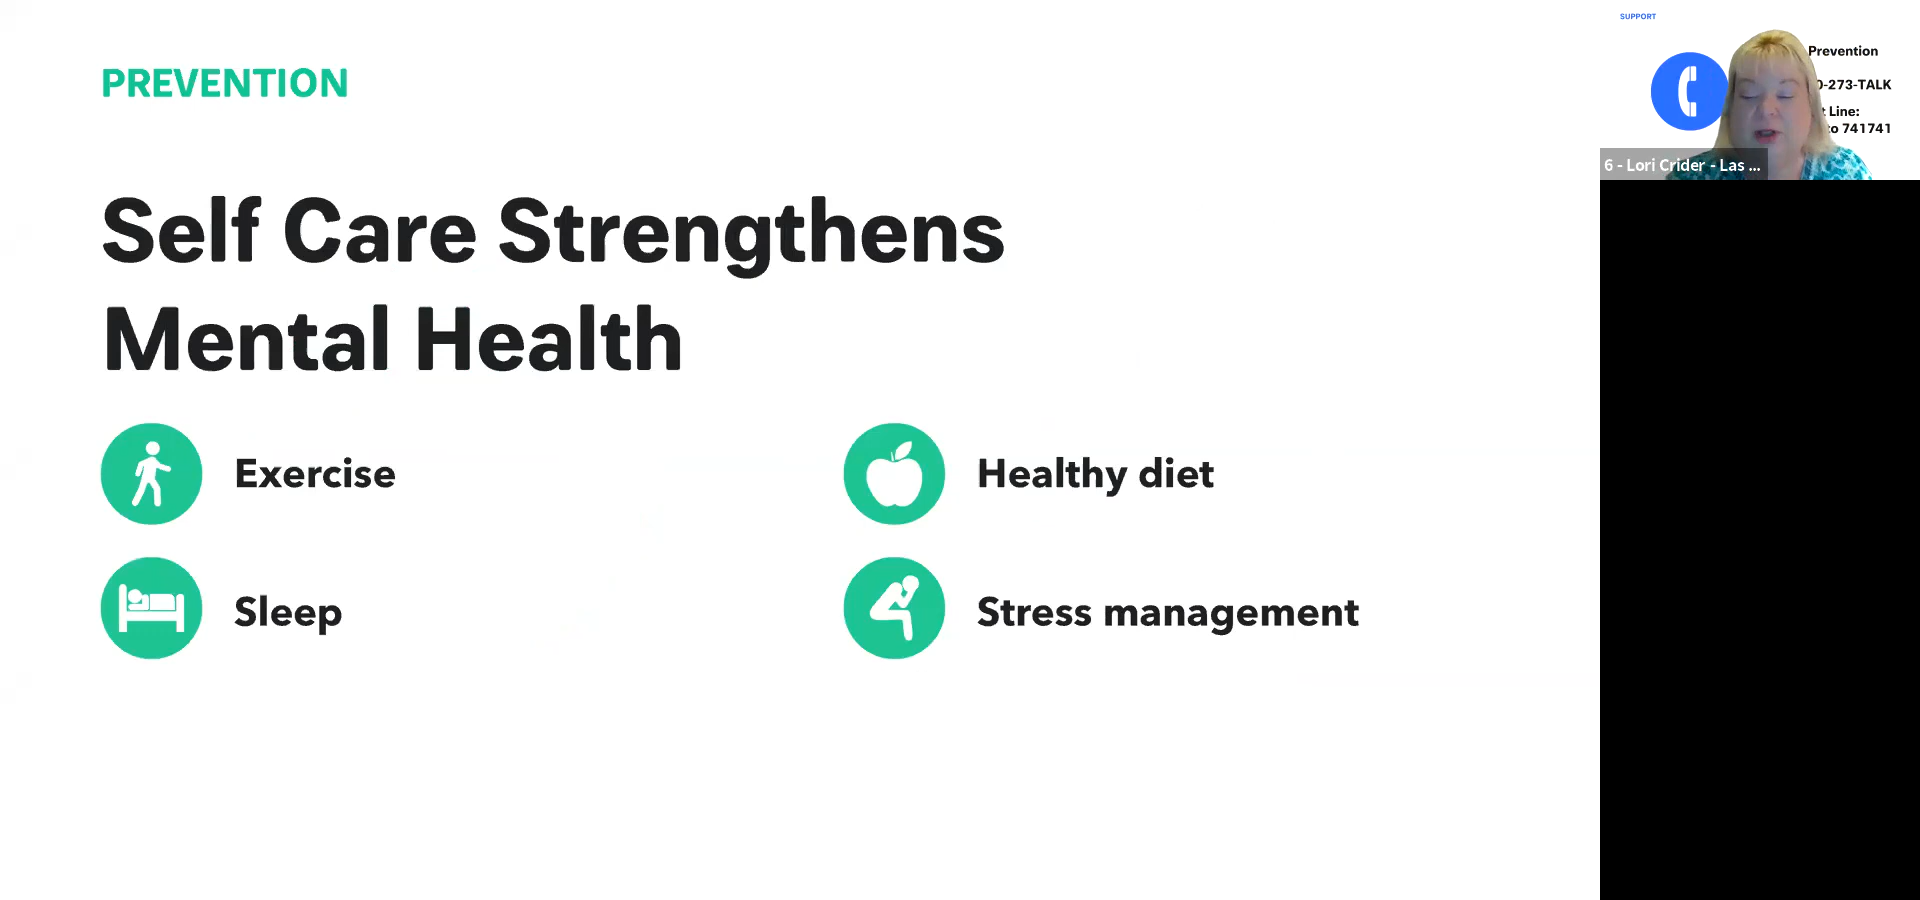 PREVENTION
Self Care Strengthens
Mental Health
Exercise
Healthy diet
Sleep
Stress management
SUPPORT
Prevention
0-273-TALK
t Line:
to 741741
6 - Lori Crider - Las ...